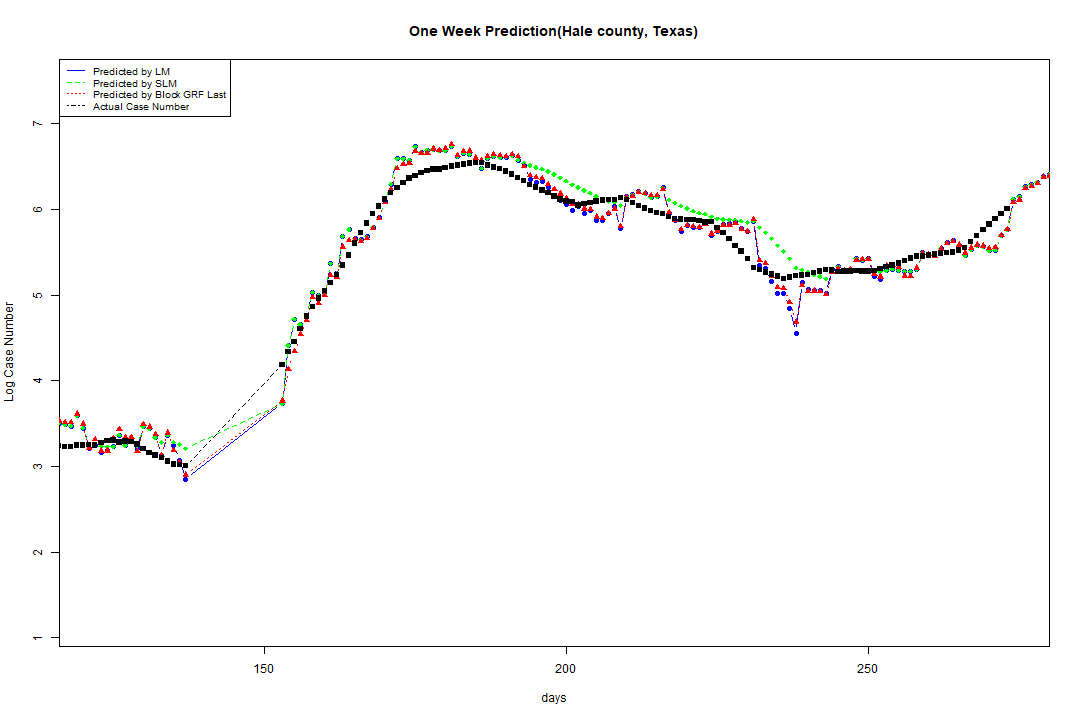 One Week Prediction(Hale county, Texas)
Predicted by LM
Predicted by SLM
Predicted by Block GRF Last
Actual Case Number
7
6
5
4
3
2
1
Log Case Number
150 200 250
days